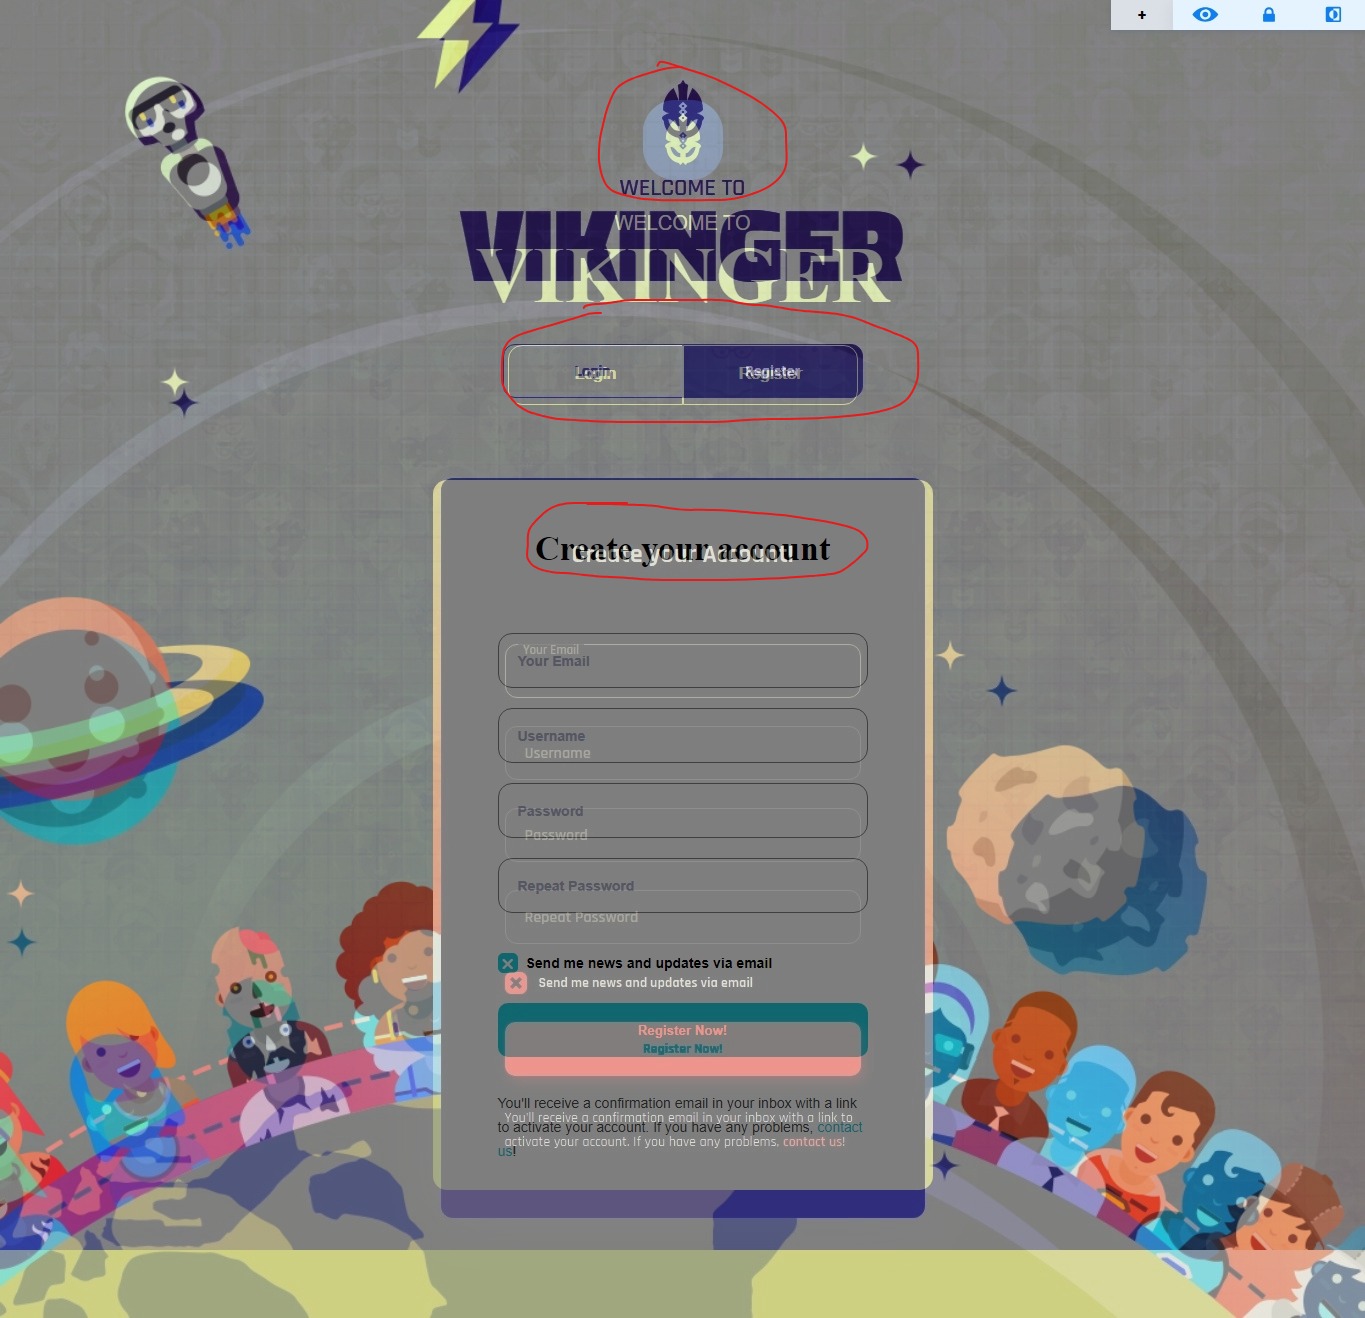 +
WELCOME TO
WELCOME TO
VIKINGER
VIKINGER
Login
Login
Register
Register
Create your account
Create your Account!
Your Email
Your Email
Username
Username
Password
Password
Repeat Password
Repeat Password
Send me news and updates via email
Send me news and updates via email
Register Now!
Register Now!
You'll receive a confirmation email in your inbox with a link
You'll receive a confirmation email in your inbox with a link to
to activate your account. If you have any problems, contact
activate your account. If you have any problems, contact us!
us!